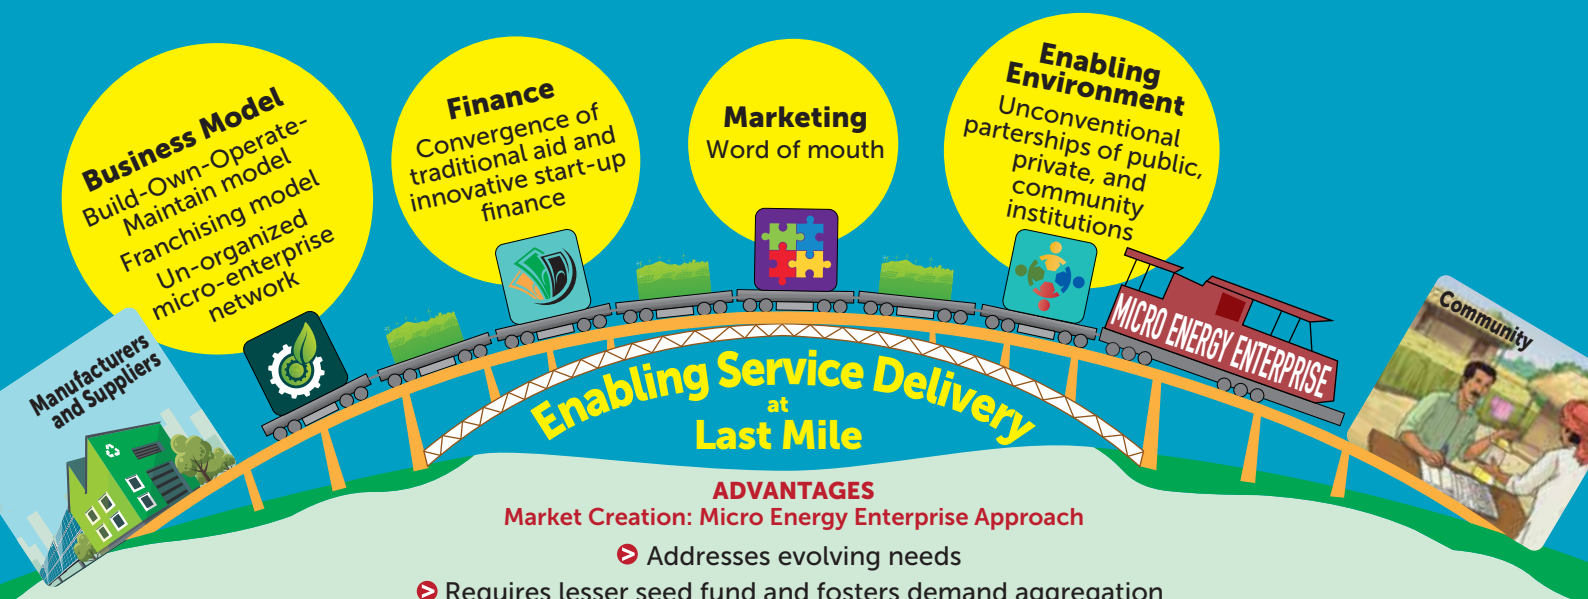 Business Model
Build-Own-Operate-
Maintain model
Franchising model
Un-organized
micro-enterprise
network
Finance
Convergence of
traditional aid and
innovative start-up
finance
Marketing
Word of mouth
Enabling
Environment
Unconventional
parterships of public,
private, and
community
institutions
Manufacturers
and Suppliers
MICRO ENERGY ENTERPRISE
Community
Enabling Service Delivery
at
Last Mile
ADVANTAGES
Market Creation: Micro Energy Enterprise Approach
Addresses evolving needs
Requires lesser seed fund and fosters demand aggregation